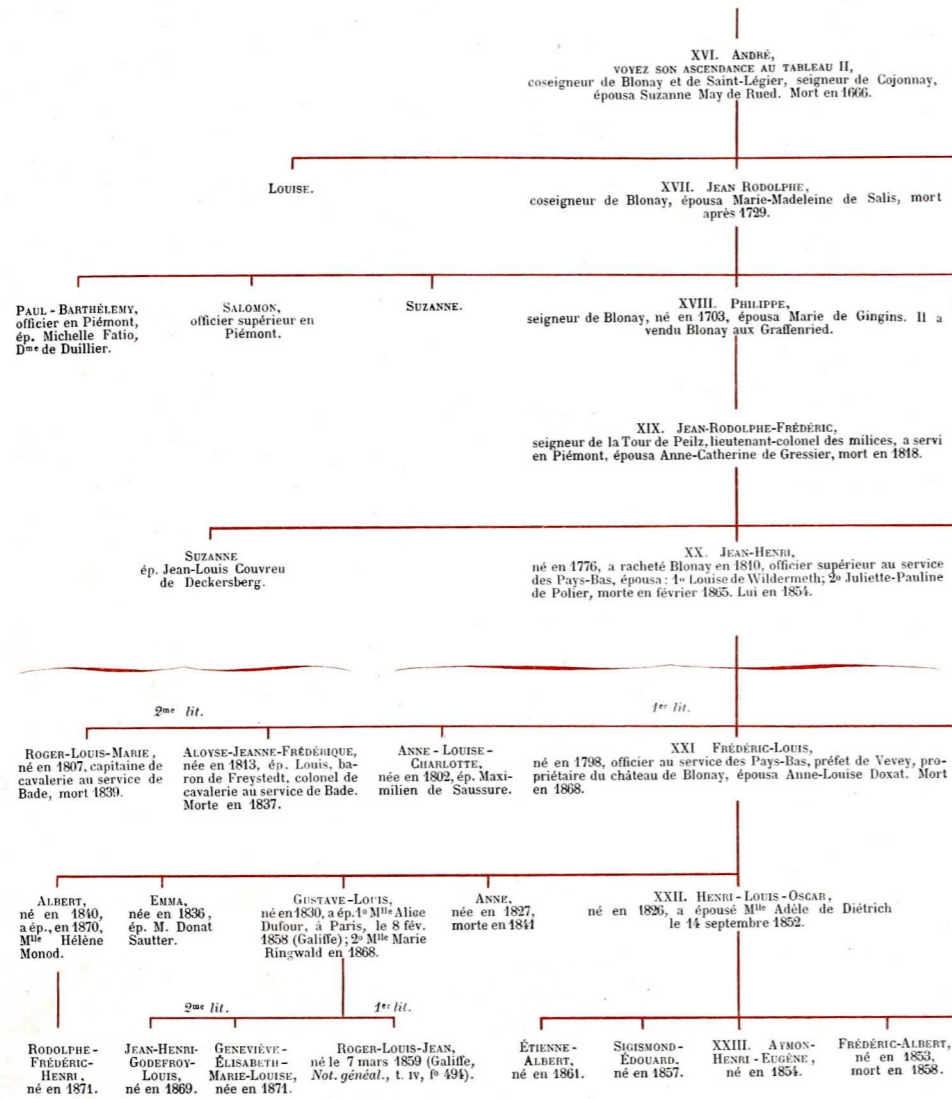 XVI. ANDRÉ,
VOYEZ SON ASCENDANCE AU TABLEAU II,
coseigneur de Blonay et de Saint-Légier, seigneur de Cojonnay,
épousa Suzanne May de Rued. Mort en 1666.
LOUISE.
XVII. JEAN RODOLPHE,
coseigneur de Blonay, épousa Marie-Madeleine de Salis, mort
après 1729.
PAUL-BARTHÉLEMY,
officier en Piémont,
ép. Michelle Fatio,
Dme de Duillier.
SALOMON,
officier supérieur en
Piémont.
SUZANNE.
XVIII. PHILIPPE,
seigneur de Blonay, né en 1703, épousa Marie de Gingins. Il a
vendu Blonay aux Graffenried.
XIX. JEAN-RODOLPHE-FRÉDÉRIC,
seigneur de la Tour de Peilz, lieutenant-colonel des milices, a servi
en Piémont, épousa Anne-Catherine de Gressier, mort en 1818.
SUZANNE
ép. Jean-Louis Couvreu
de Deckersberg.
XX. JEAN-HENRI,
né en 1776, a racheté Blonay en 1810, officier supérieur au service
des Pays-Bas, épousa : 1º Louise de Wildermeth; 2º Juliette-Pauline
de Polier, morte en février 1865. Lui en 1854.
2me lit.
1er lit.
ROGER-LOUIS-MARIE,
né en 1807, capitaine de
cavalerie au service de
Bade, mort 1839.
ALOYSE-JEANNE-FRÉDÉRIQUE,
née en 1813, ép. Louis, ba-
ron de Freystedt, colonel de
cavalerie au service de Bade.
Morte en 1837.
ANNE-LOUISE-
CHARLOTTE,
née en 1802, ép. Maxi-
milien de Saussure.
XXI FRÉDÉRIC-LOUIS,
né en 1798, officier au service des Pays-Bas, préfet de Vevey, pro-
priétaire du château de Blonay, épousa Anne-Louise Doxat. Mort
en 1868.
ALBERT,
né en 1840,
a ép., en 1870,
Mlle Hélène
Monod.
EMMA,
née en 1836,
ép. M. Donat
Sautter.
GUSTAVE-LOUIS,
né en 1830, a ép. 1º Mlle Alice
Dufour, à Paris, le 8 fév.
1858 (Galiffe); 2º Mlle Marie
Ringwald en 1868.
ANNE,
née en 1827,
morte en 1841
XXII. HENRI-LOUIS-OSCAR,
né en 1826, a épousé Mlle Adèle de Diétrich
le 14 septembre 1852.
2me lit.
1er lit.
RODOLPHE-
FRÉDÉRIC-
HENRI,
né en 1871.
JEAN-HENRI-
GODEFROY-
LOUIS,
né en 1869.
GENEVIÈVE-
ÉLISABETH-
MARIE-LOUISE,
née en 1871.
ROGER-LOUIS-JEAN,
né le 7 mars 1859 (Galiffe,
Not. généal., t. IV, fº 494).
ÉTIENNE-
ALBERT,
né en 1861.
SIGISMOND-
ÉDOUARD,
né en 1857.
XXIII. AYMON-
HENRI-EUGÈNE,
né en 1854.
FRÉDÉRIC-ALBERT,
né en 1853,
mort en 1858.